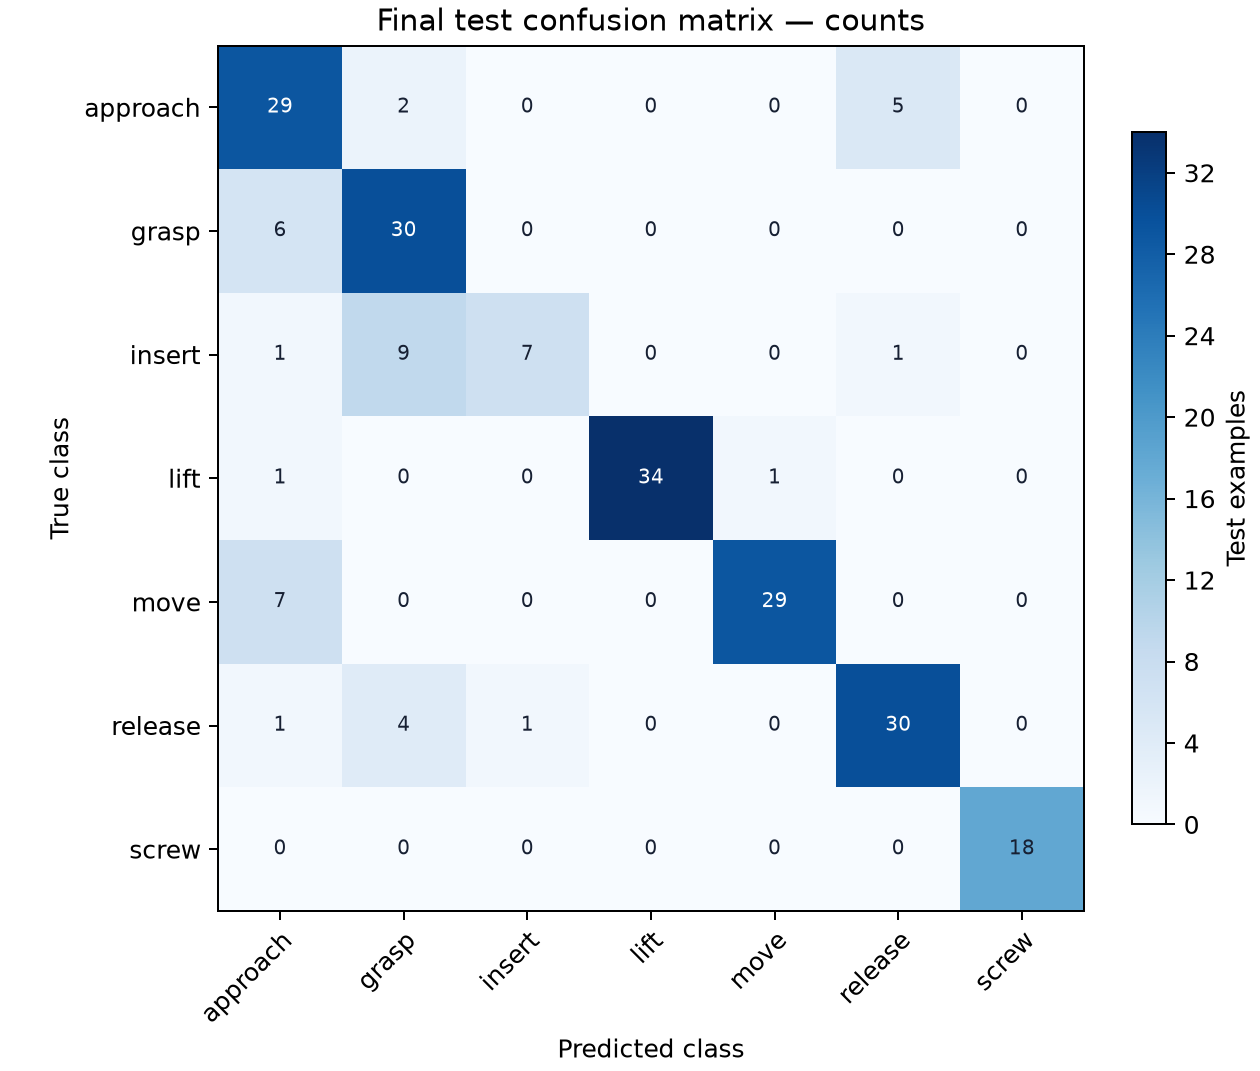 Final test confusion matrix — counts
approach 29 2 0 0 0 5 0
grasp 6 30 0 0 0 0 0
insert 1 9 7 0 0 1 0
lift 1 0 0 34 1 0 0
move 7 0 0 0 29 0 0
release 1 4 1 0 0 30 0
screw 0 0 0 0 0 0 18
approach grasp insert lift move release screw
Predicted class
True class
32
28
24
20
16
12
8
4
0
Test examples